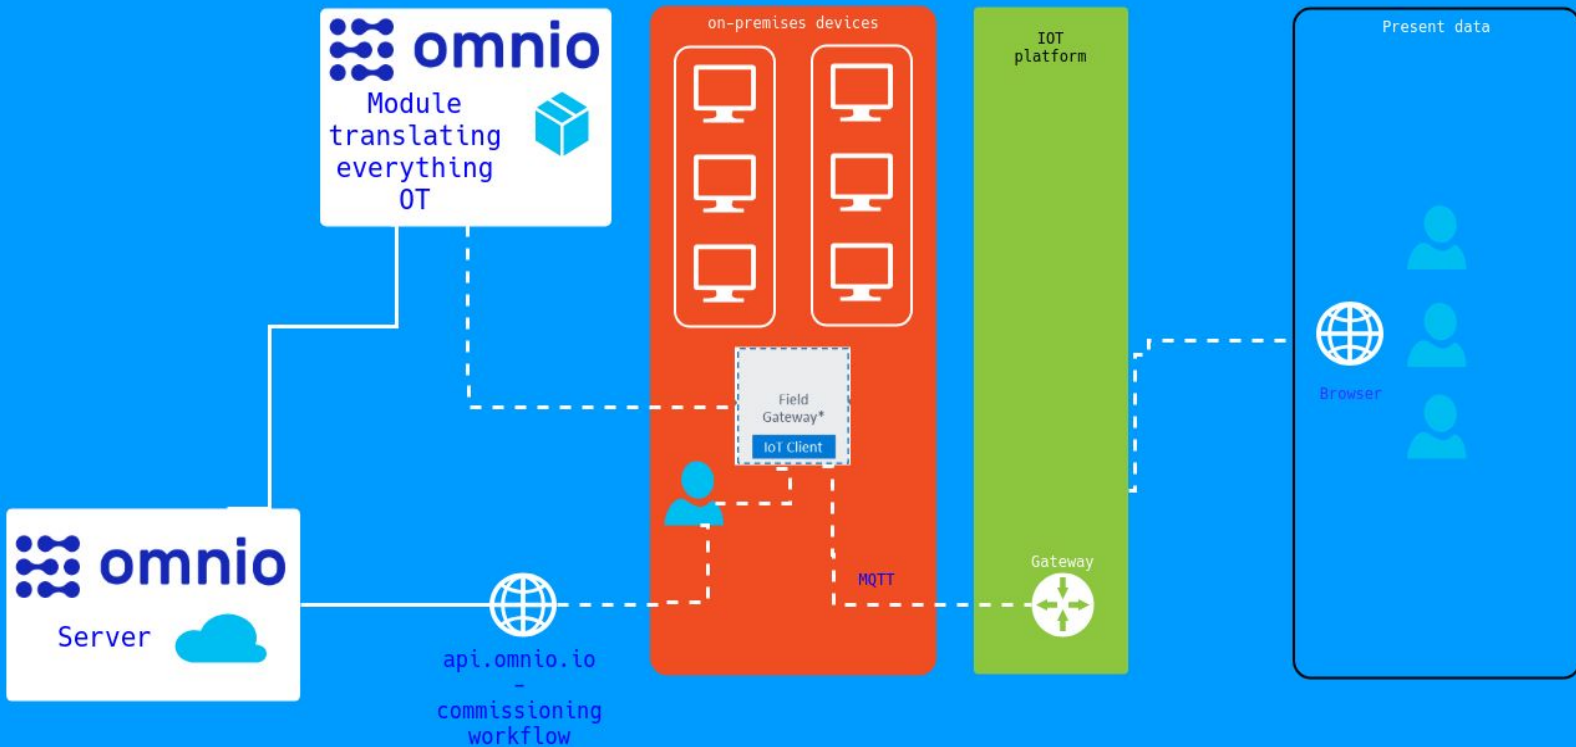 omnio
Module
translating
everything
OT
on-premises devices
IOT
platform
Present data
Field
Gateway*
IoT Client
Browser
omnio
Server
api.omnio.io
-
commissioning
workflow
MQTT
Gateway